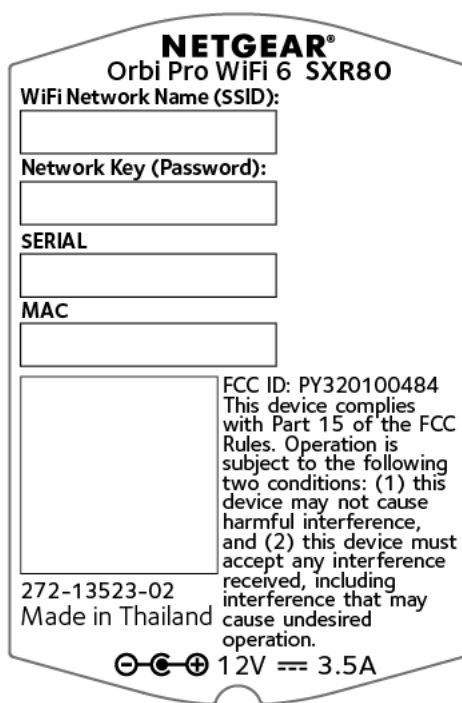 NETGEAR®
Orbi Pro WiFi 6 SXR80
WiFi Network Name (SSID):
Network Key (Password):
SERIAL
MAC
FCC ID: PY320100484
This device complies
with Part 15 of the FCC
Rules. Operation is
subject to the following
two conditions: (1) this
device may not cause
harmful interference,
and (2) this device must
accept any interference
received, including
interference that may
cause undesired
operation.
272-13523-02
Made in Thailand
12V ⎓ 3.5A